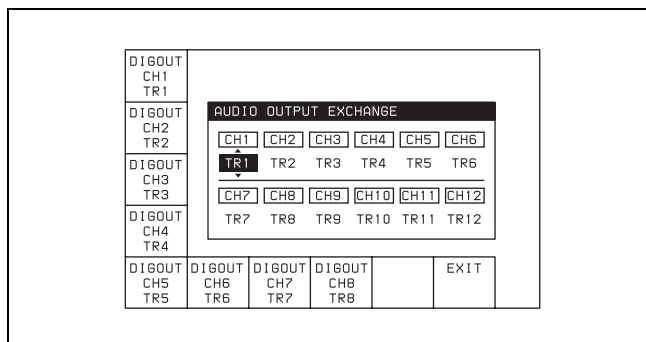 DIGOUT
CH1
TR1
DIGOUT
CH2
TR2
DIGOUT
CH3
TR3
DIGOUT
CH4
TR4
AUDIO OUTPUT EXCHANGE
CH1 CH2 CH3 CH4 CH5 CH6
TR1 TR2 TR3 TR4 TR5 TR6
CH7 CH8 CH9 CH10 CH11 CH12
TR7 TR8 TR9 TR10 TR11 TR12
DIGOUT DIGOUT DIGOUT DIGOUT EXIT
CH5 CH6 CH7 CH8
TR5 TR6 TR7 TR8